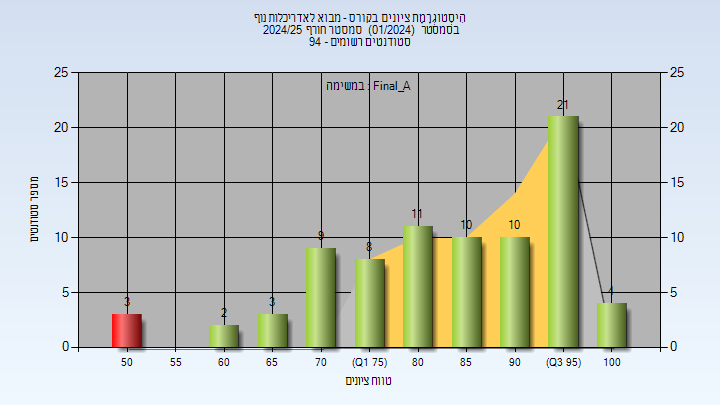 הִיסְטוֹגְרָמַת ציונים בקורס - מבוא לאדריכלות נוף
בסמסטר (01/2024) סמסטר חורף 2024/25
סטודנטים רשומים - 94
במשימה : Final_A
25 25
20 20
15 15
10 10
5 5
0 0
מספר סטודנטים
3 2 3 9 8 11 10 10 21 4
50 55 60 65 70 (Q1 75) 80 85 90 (Q3 95) 100
טווח ציונים